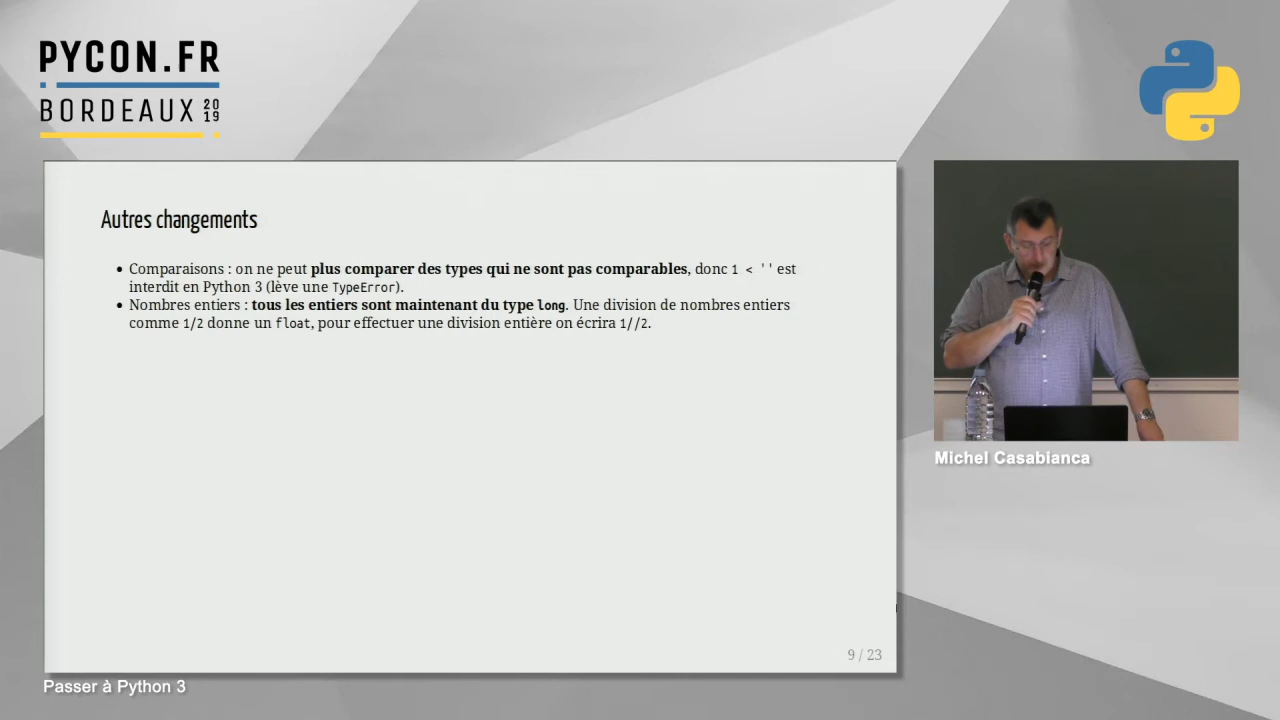 PYCON.FR
BORDEAUX 20 19
Autres changements
• Comparaisons : on ne peut plus comparer des types qui ne sont pas comparables, donc 1 < '' est
interdit en Python 3 (lève une TypeError).
• Nombres entiers : tous les entiers sont maintenant du type long. Une division de nombres entiers
comme 1/2 donne un float, pour effectuer une division entière on écrira 1//2.
9 / 23
Michel Casabianca
Passer à Python 3